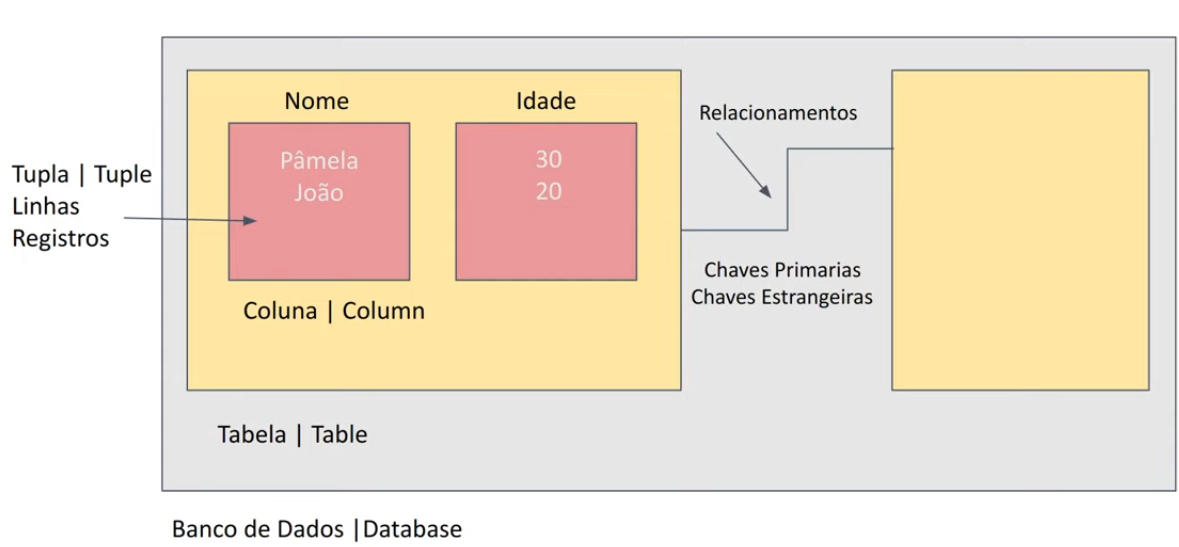 Nome
Idade
Relacionamentos
Pâmela
João
30
20
Tupla | Tuple
Linhas
Registros
Chaves Primarias
Chaves Estrangeiras
Coluna | Column
Tabela | Table
Banco de Dados |Database